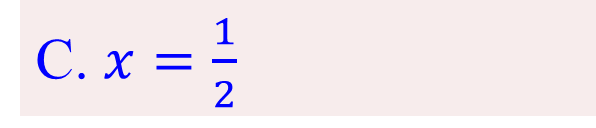 C. x = 1/2